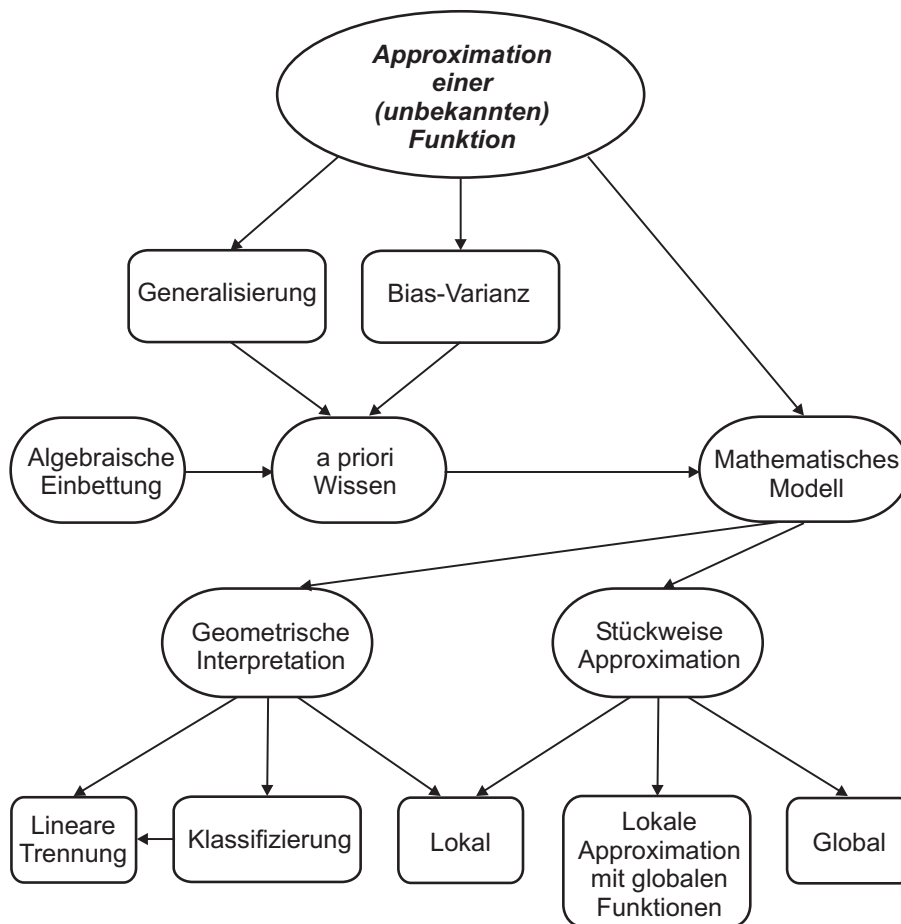 Approximation
einer
(unbekannten)
Funktion
Generalisierung
Bias-Varianz
Algebraische
Einbettung
a priori
Wissen
Mathematisches
Modell
Geometrische
Interpretation
Stückweise
Approximation
Lineare
Trennung
Klassifizierung
Lokal
Lokale
Approximation
mit globalen
Funktionen
Global